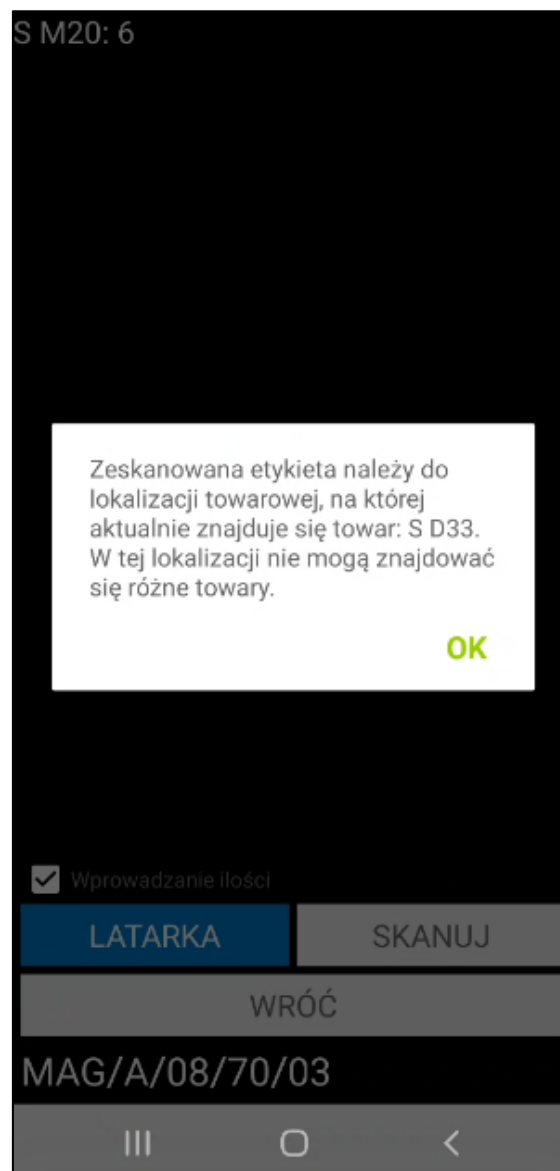 S M20: 6
Zeskanowana etykieta należy do
lokalizacji towarowej, na której
aktualnie znajduje się towar: S D33.
W tej lokalizacji nie mogą znajdować
się różne towary.
OK
Wprowadzanie ilości
LATARKA
SKANUJ
WRÓĆ
MAG/A/08/70/03